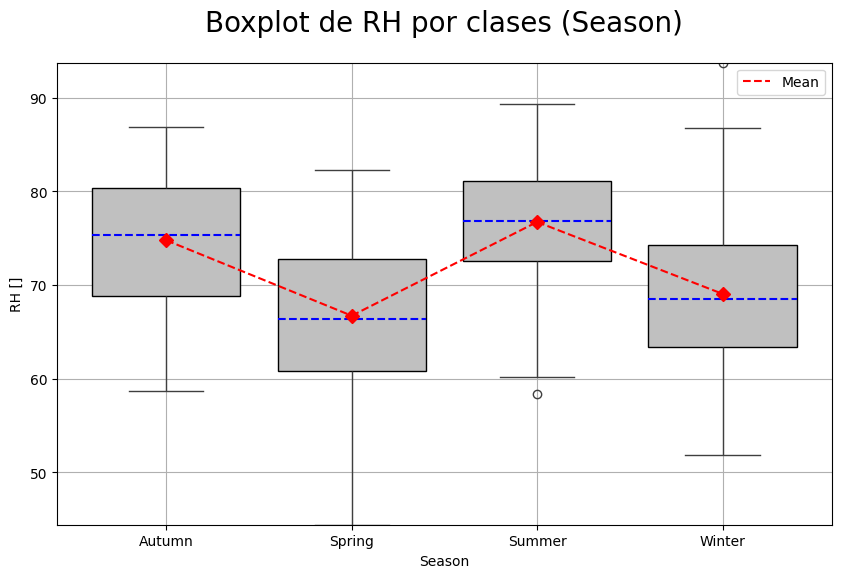 Boxplot de RH por clases (Season)
Mean
90
80
70
60
50
RH []
Autumn Spring Summer Winter
Season